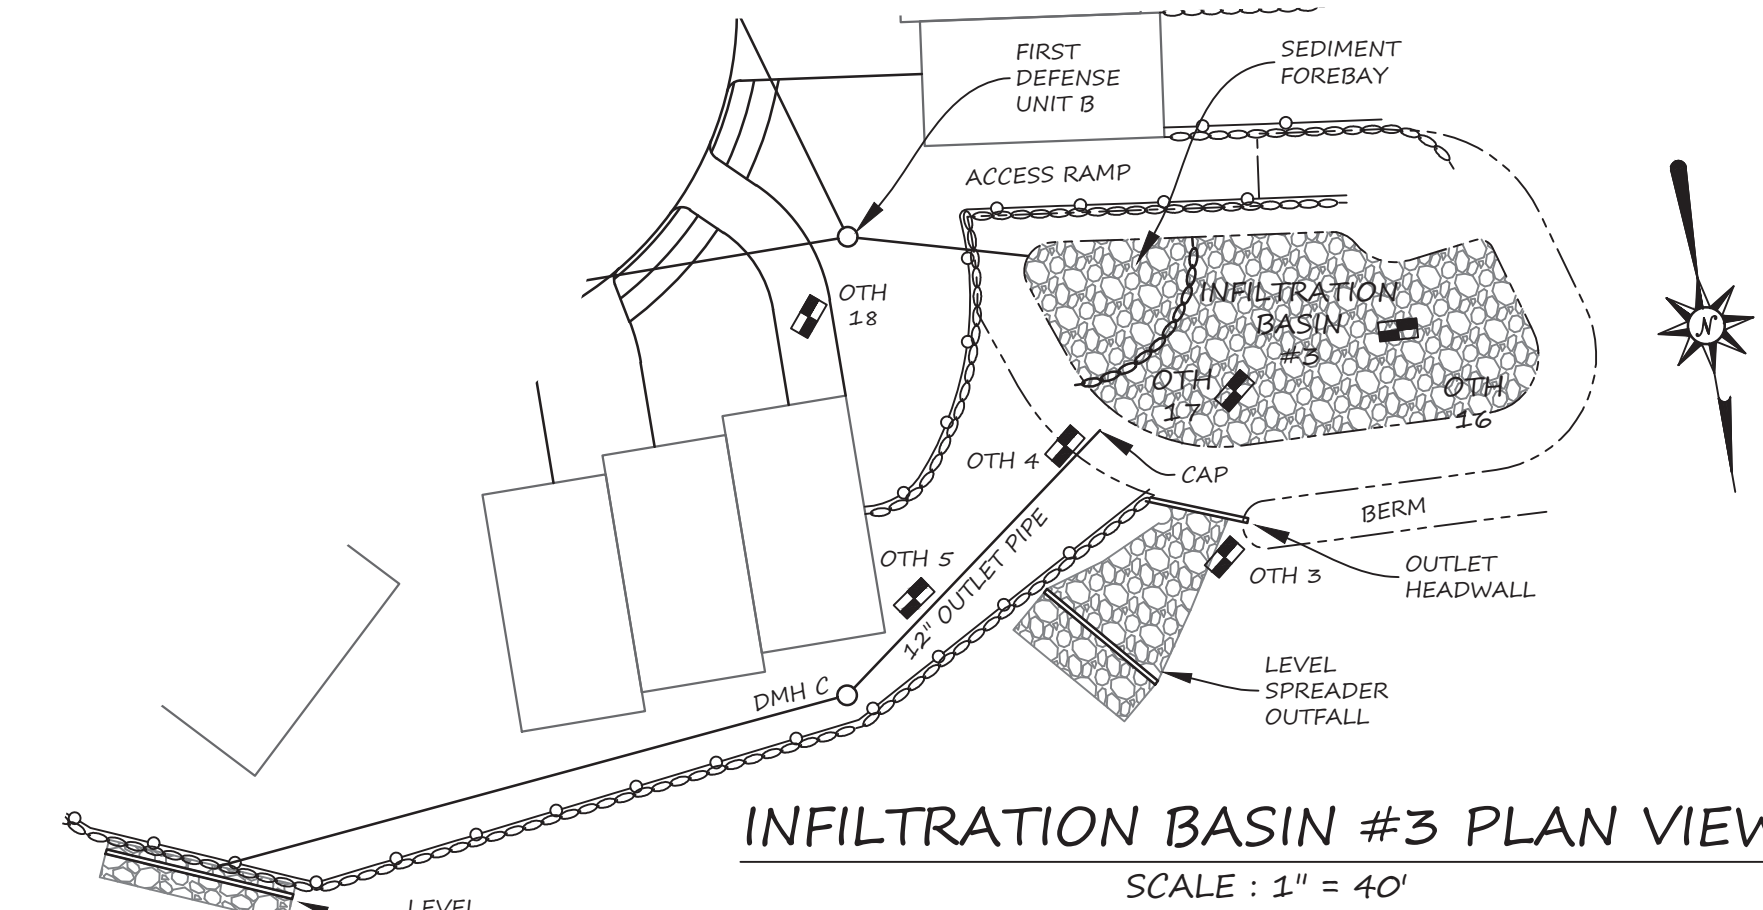 FIRST
DEFENSE
UNIT B
SEDIMENT
FOREBAY
ACCESS RAMP
OTH
18
INFILTRATION
BASIN
#3
N
OTH
17
OTH
16
OTH 4
CAP
BERM
12" OUTLET PIPE
OTH 5
OTH 3
OUTLET
HEADWALL
LEVEL
SPREADER
OUTFALL
DMH C
INFILTRATION BASIN #3 PLAN VIEW
SCALE : 1" = 40'
LEVEL